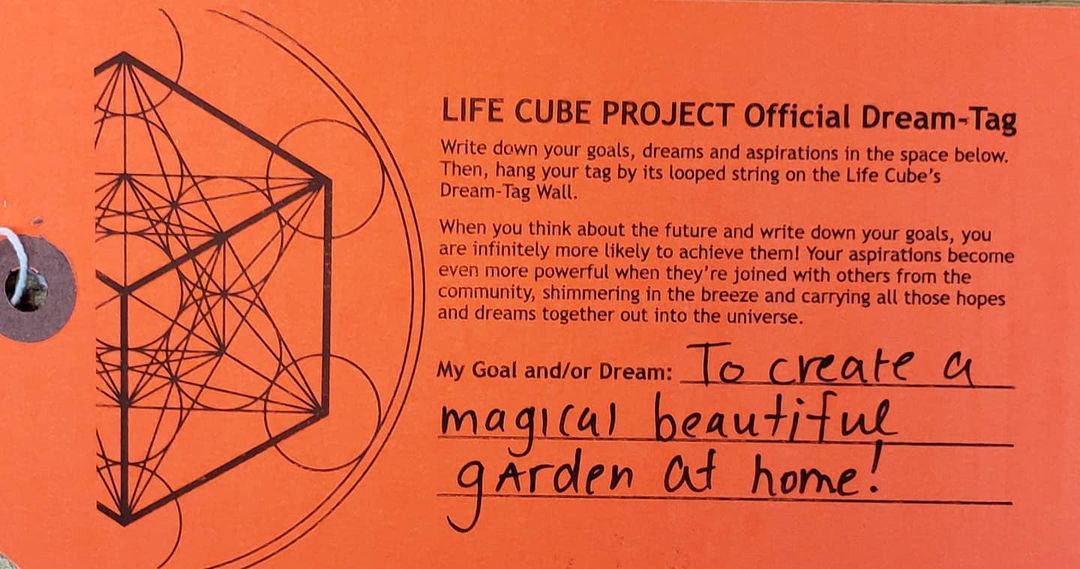 LIFE CUBE PROJECT Official Dream-Tag
Write down your goals, dreams and aspirations in the space below.
Then, hang your tag by its looped string on the Life Cube's
Dream-Tag Wall.
When you think about the future and write down your goals, you
are infinitely more likely to achieve them! Your aspirations become
even more powerful when they're joined with others from the
community, shimmering in the breeze and carrying all those hopes
and dreams together out into the universe.
My Goal and/or Dream: To create a
magical beautiful
gArden at home!